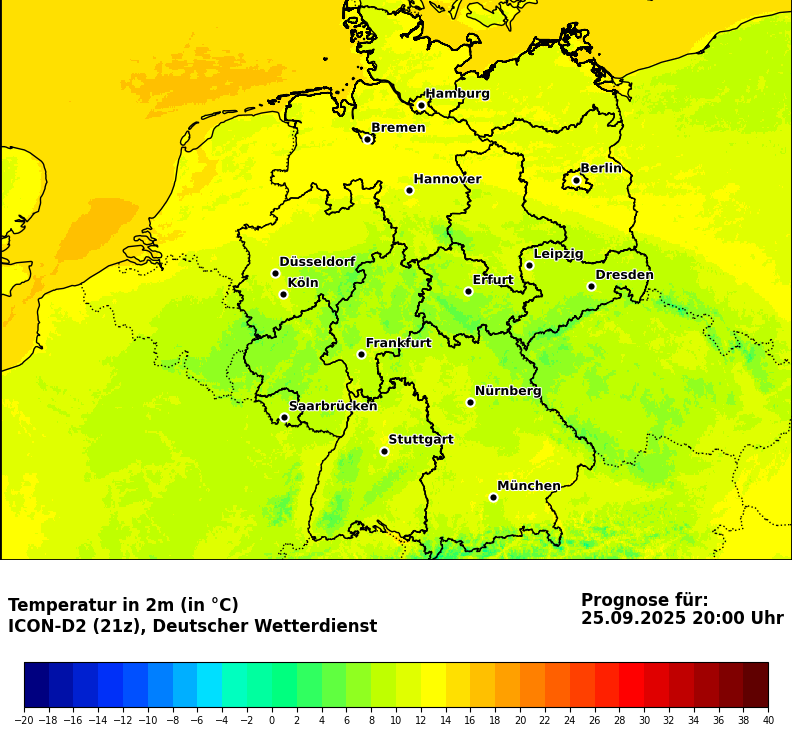 Hamburg
Bremen
Berlin
Hannover
Leipzig
Düsseldorf
Dresden
Erfurt
Köln
Frankfurt
Nürnberg
Saarbrücken
Stuttgart
München
Temperatur in 2m (in °C)
ICON-D2 (21z), Deutscher Wetterdienst
Prognose für:
25.09.2025 20:00 Uhr
−20 −18 −16 −14 −12 −10 −8 −6 −4 −2 0 2 4 6 8 10 12 14 16 18 20 22 24 26 28 30 32 34 36 38 40